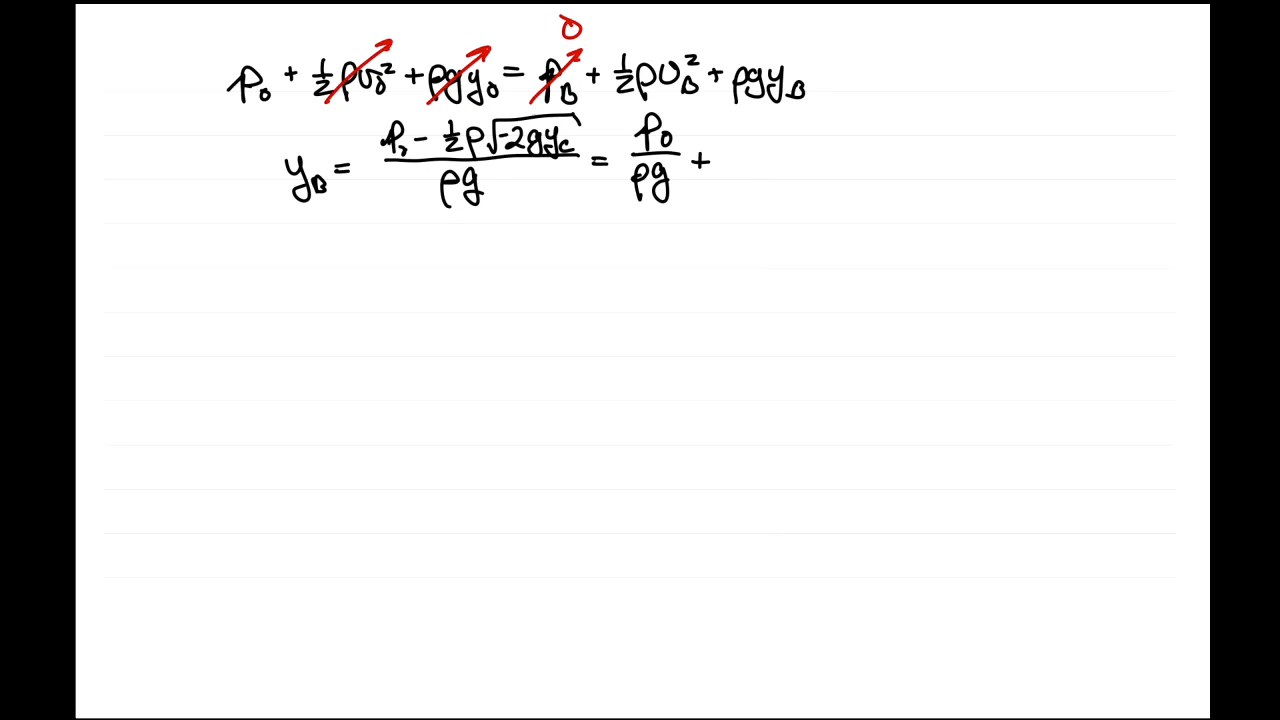 0
p₀ + ½ρv₀² + ρgy₀ = p_B + ½ρv_B² + ρgy_B
y_B = (p₀ - ½ρ√(-2gy_C))/(ρg) = p₀/(ρg) +